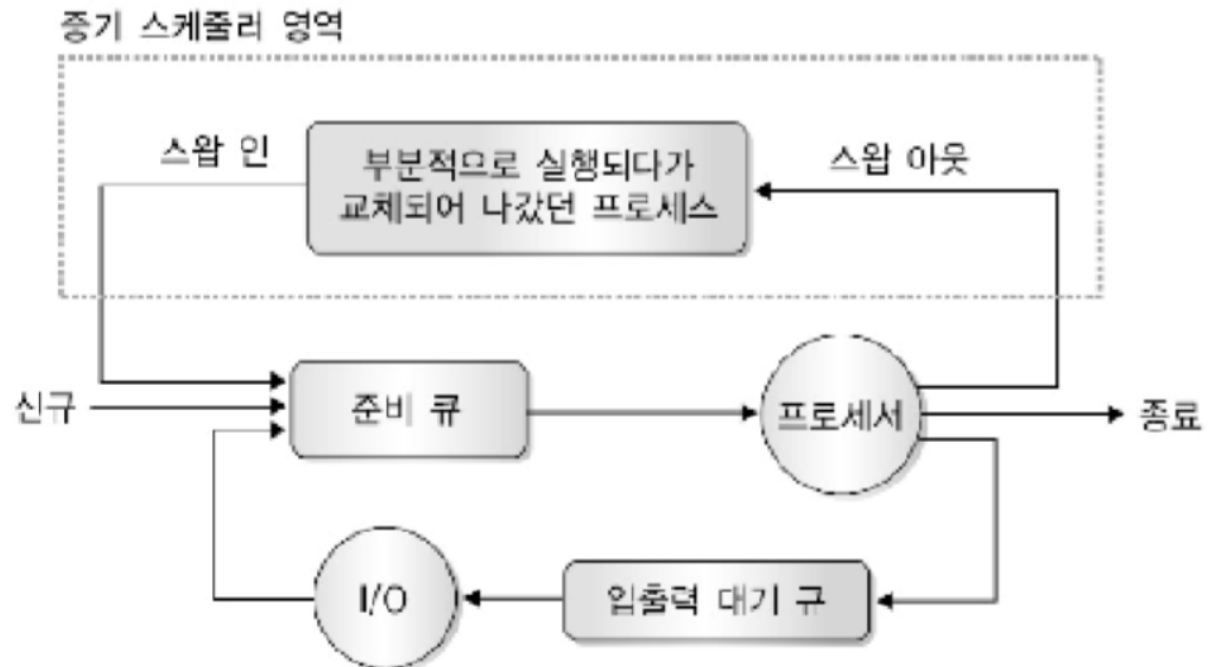 중기 스케줄러 영역
스왑 인
부분적으로 실행되다가
교체되어 나갔던 프로세스
스왑 아웃
신규
준비 큐
프로세서
종료
I/O
입출력 대기 큐